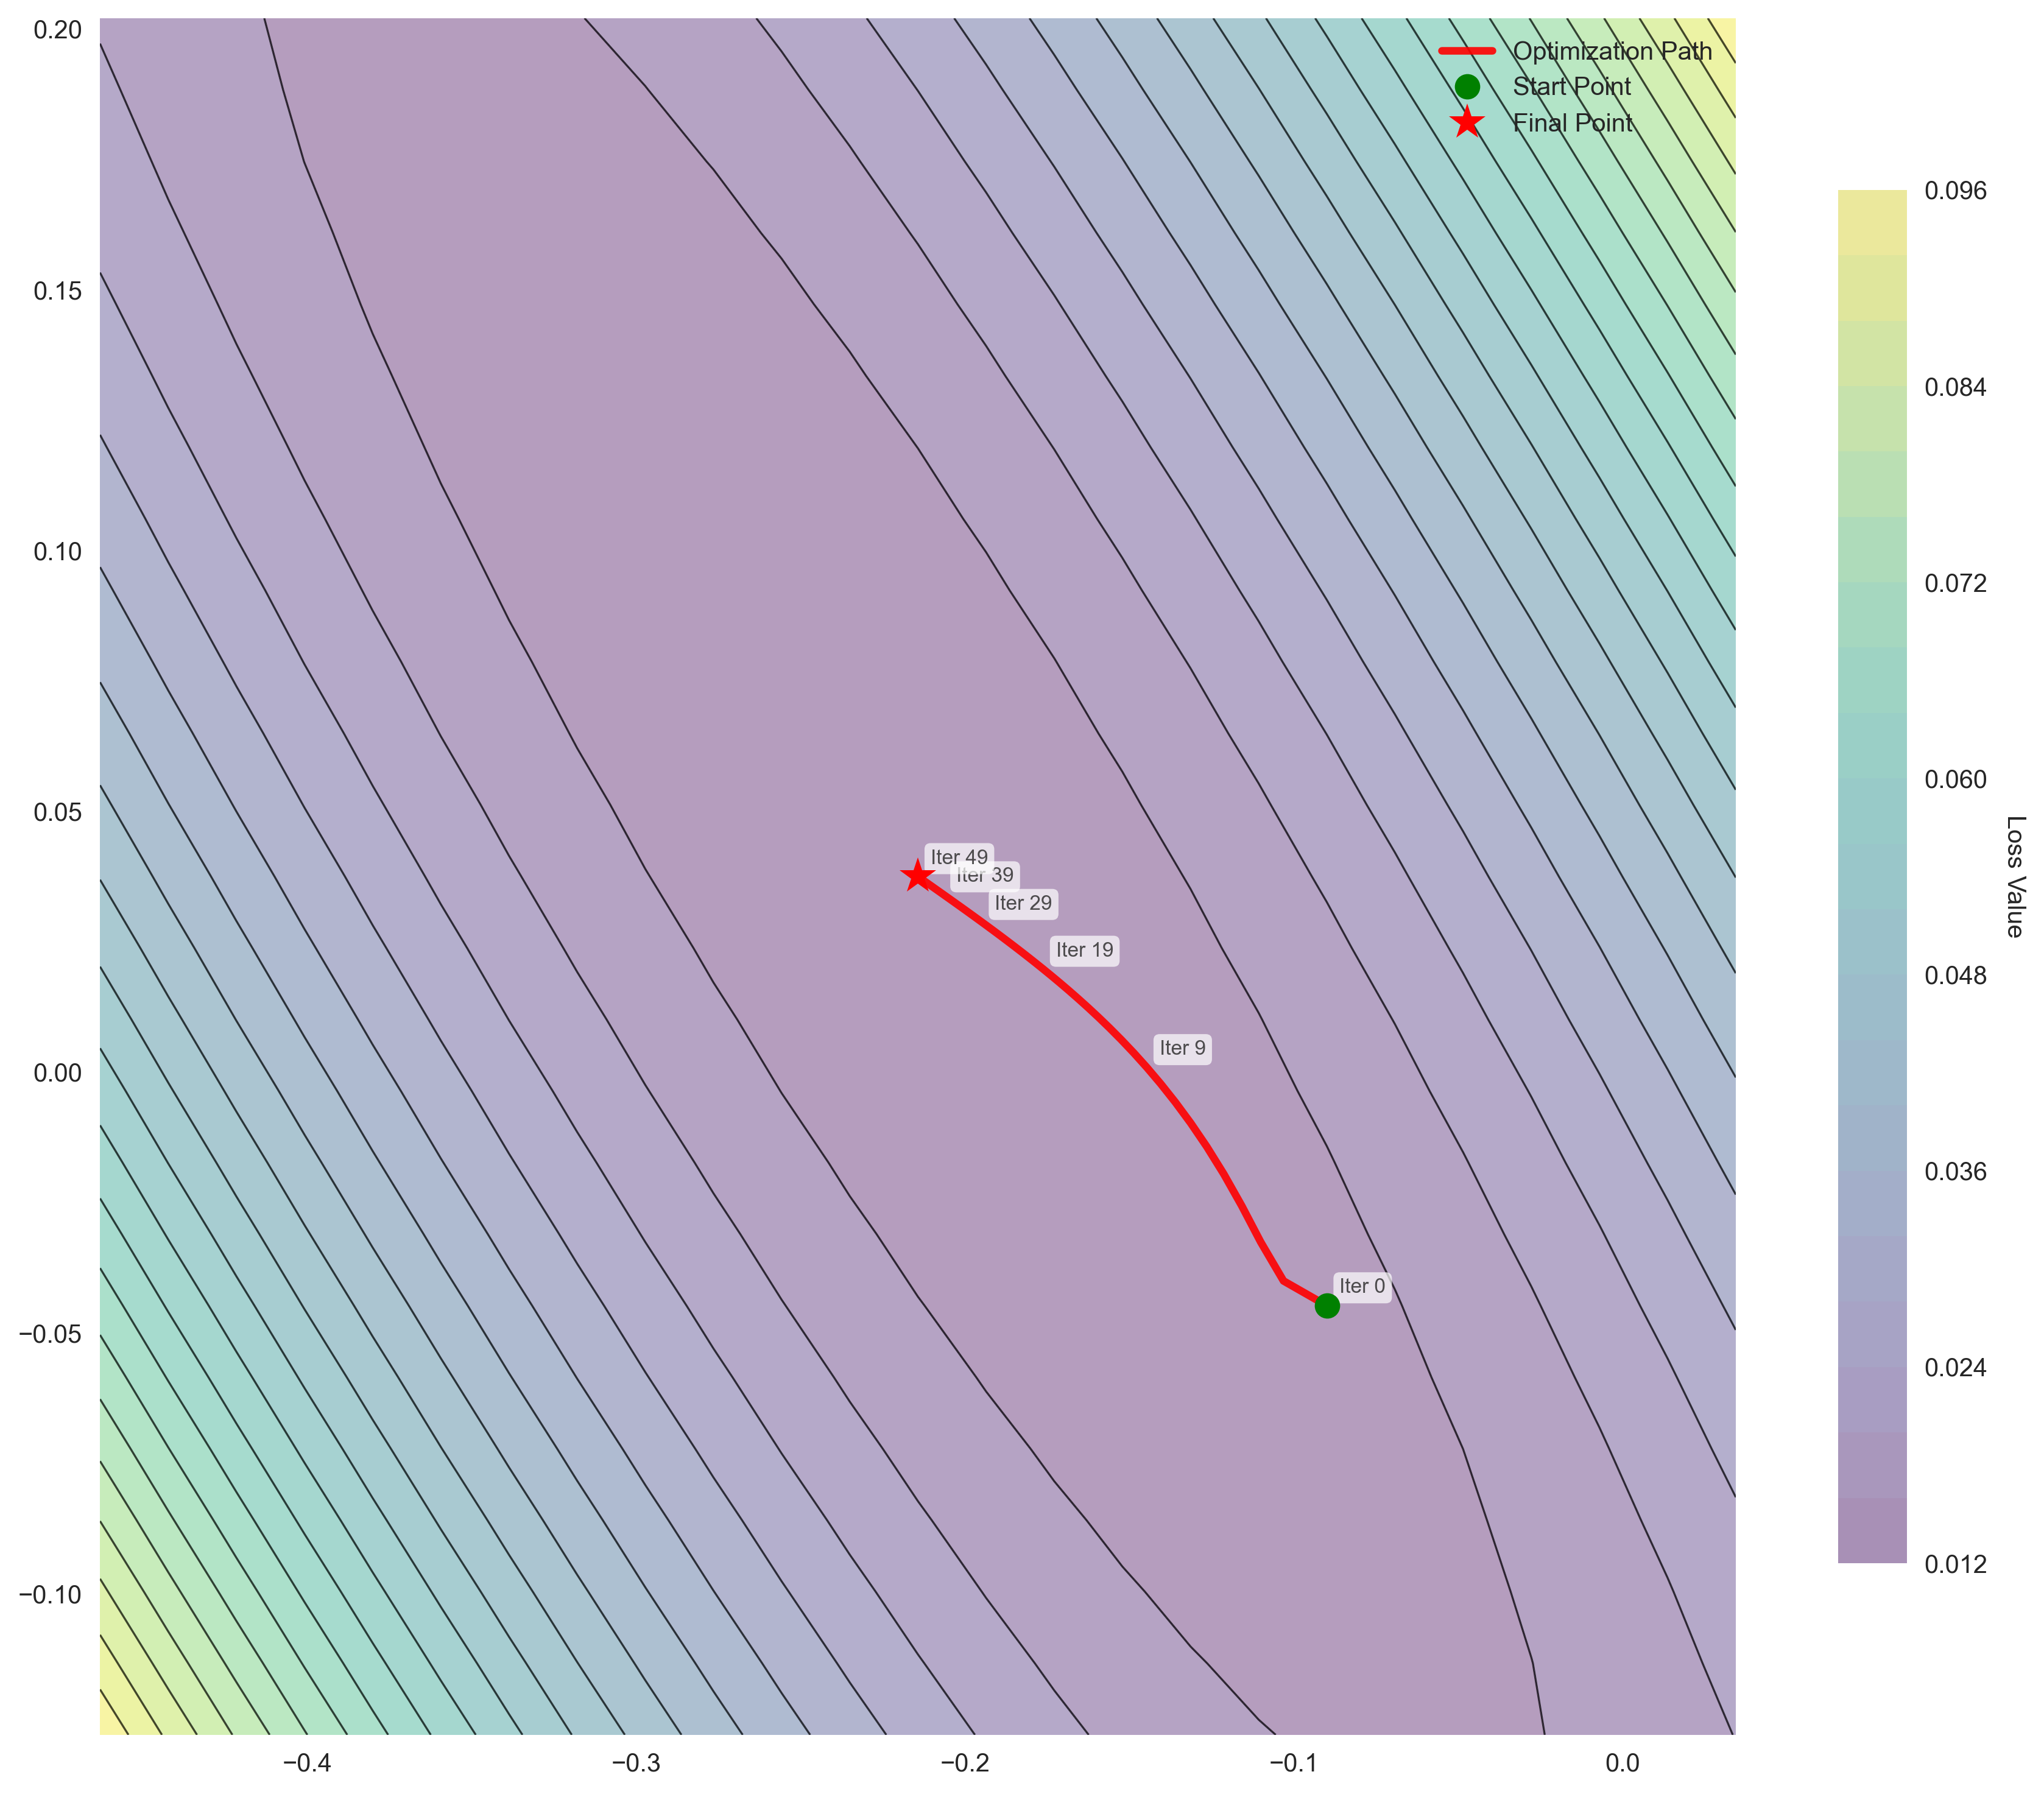 Optimization Path
Start Point
Final Point
0.20
0.15
0.10
0.05
0.00
−0.05
−0.10
−0.4
−0.3
−0.2
−0.1
0.0
Iter 49
Iter 39
Iter 29
Iter 19
Iter 9
Iter 0
0.096
0.084
0.072
0.060
0.048
0.036
0.024
0.012
Loss Value